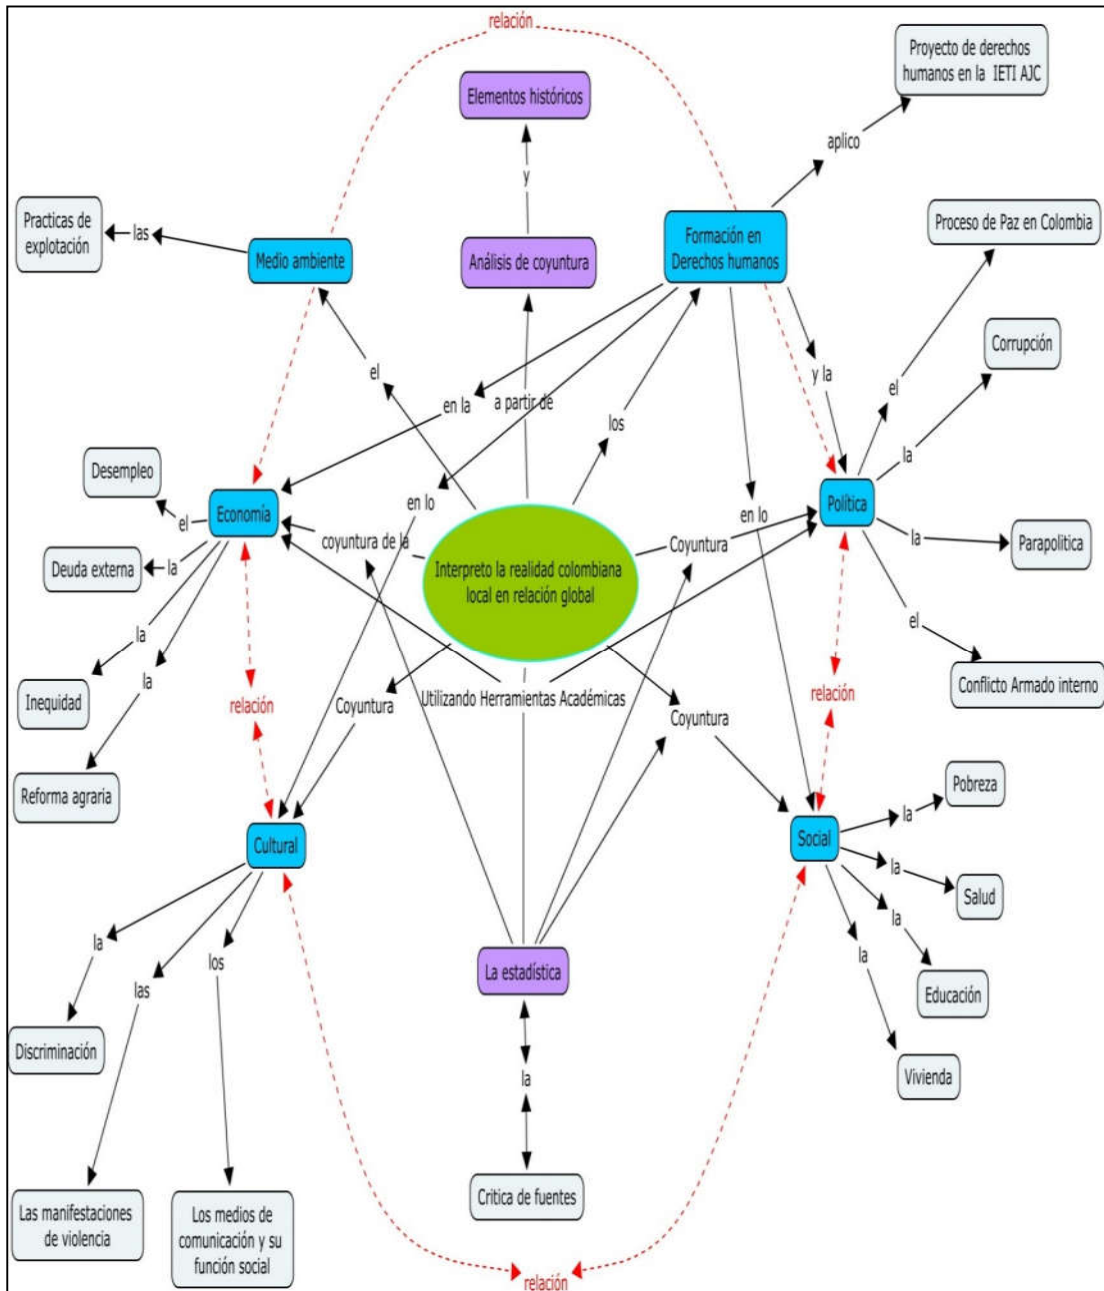 relación
Proyecto de derechos
humanos en la IETI AJC
Elementos históricos
aplico
y
Practicas de
explotación
las
Medio ambiente
Análisis de coyuntura
Formación en
Derechos humanos
Proceso de Paz en Colombia
Corrupción
el
en la
a partir de
los
y la
el
la
Desempleo
el
Economía
en lo
en lo
Política
Deuda externa
la
coyuntura de la
Interpreto la realidad colombiana
local en relación global
Coyuntura
la
Parapolitica
la
el
Inequidad
la
relación
Coyuntura
Utilizando Herramientas Académicas
Coyuntura
relación
Conflicto Armado interno
Reforma agraria
Cultural
Social
la
Pobreza
la
Salud
la
los
las
La estadística
la
la
Educación
Discriminación
la
Vivienda
Critica de fuentes
Las manifestaciones
de violencia
Los medios de
comunicación y su
función social
relación